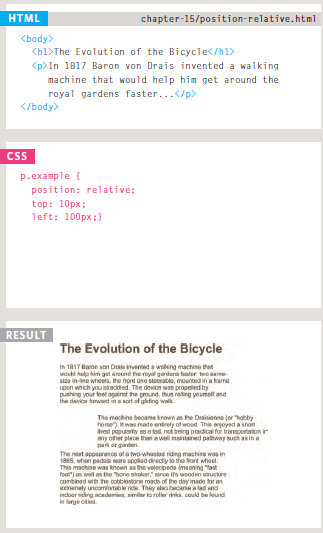 HTML
chapter-15/position-relative.html
<body>
<h1>The Evolution of the Bicycle</h1>
<p>In 1817 Baron von Drais invented a walking
machine that would help him get around the
royal gardens faster...</p>
</body>
CSS
p.example {
position: relative;
top: 10px;
left: 100px;}
RESULT
The Evolution of the Bicycle
In 1817 Baron von Drais invented a walking machine that
would help him get around the royal gardens faster: two same-
size in-line wheels, the front one steerable, mounted in a frame
upon which you straddled. The device was propelled by
pushing your feet against the ground, thus rolling yourself and
the device forward in a sort of gliding walk.
The machine became known as the Draisienne (or "hobby
horse"). It was made entirely of wood. This enjoyed a short
lived popularity as a fad, not being practical for transportation in
any other place than a well maintained pathway such as in a
park or garden.
The next appearance of a two-wheeled riding machine was in
1865, when pedals were applied directly to the front wheel.
This machine was known as the velocipede (meaning "fast
foot") as well as the "bone shaker," since it's wooden structure
combined with the cobblestone roads of the day made for an
extremely uncomfortable ride. They also became a fad and
indoor riding academies, similar to roller rinks, could be found
in large cities.